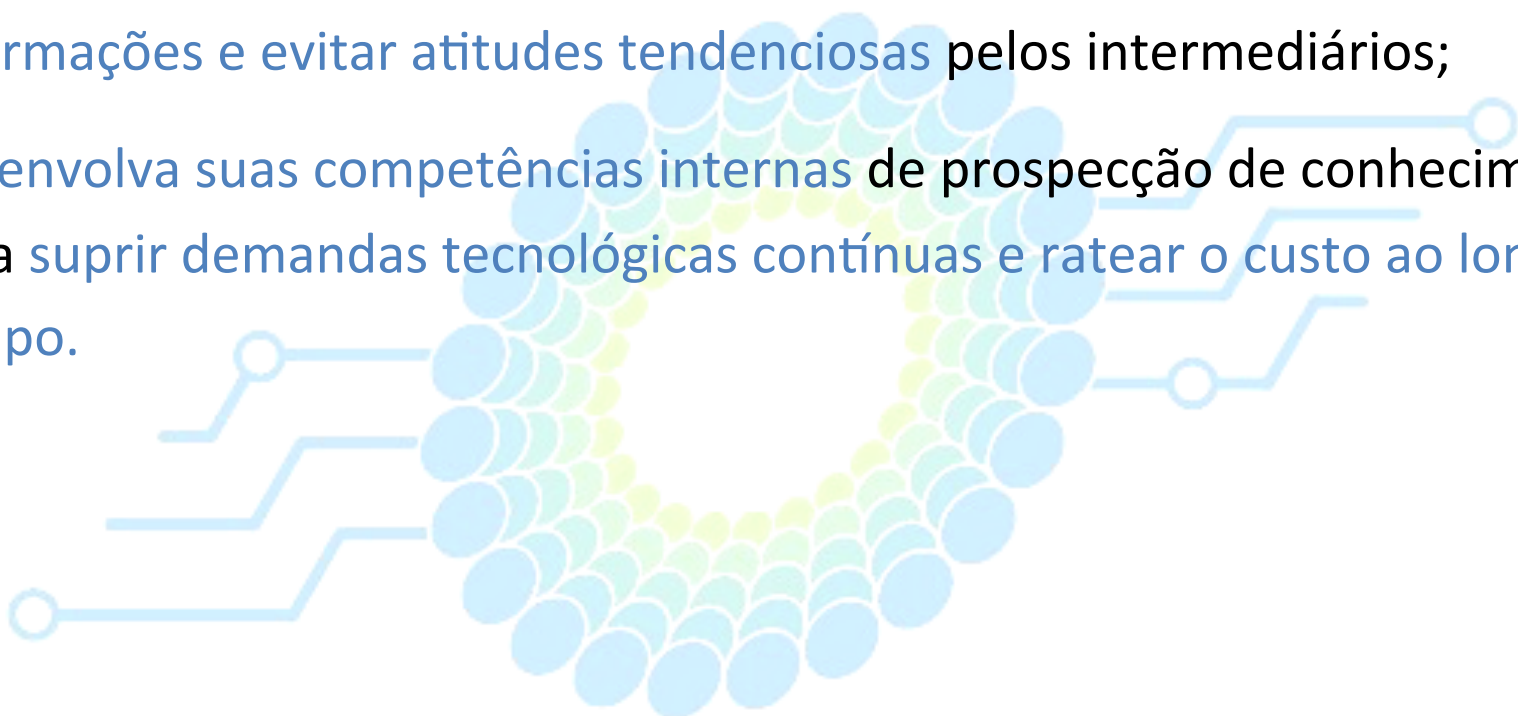 rmações e evitar atitudes tendenciosas pelos intermediários;
envolva suas competências internas de prospecção de conhecim
a suprir demandas tecnológicas contínuas e ratear o custo ao lon
po.